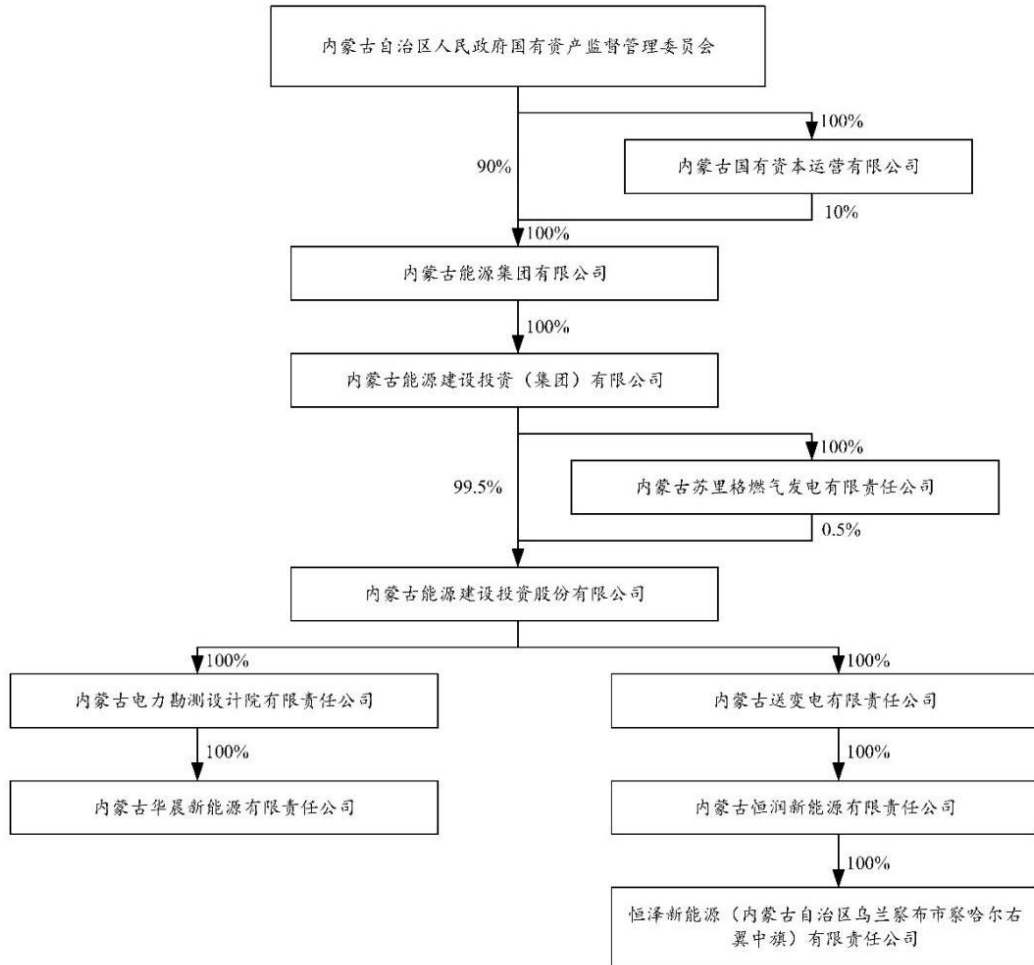 内蒙古自治区人民政府国有资产监督管理委员会
100%
内蒙古国有资本运营有限公司
90%
10%
100%
内蒙古能源集团有限公司
100%
内蒙古能源建设投资（集团）有限公司
100%
内蒙古苏里格燃气发电有限责任公司
99.5%
0.5%
内蒙古能源建设投资股份有限公司
100%
100%
内蒙古电力勘测设计院有限责任公司
内蒙古送变电有限责任公司
100%
100%
内蒙古华晨新能源有限责任公司
内蒙古恒润新能源有限责任公司
100%
恒泽新能源（内蒙古自治区乌兰察布市察哈尔右
翼中旗）有限责任公司